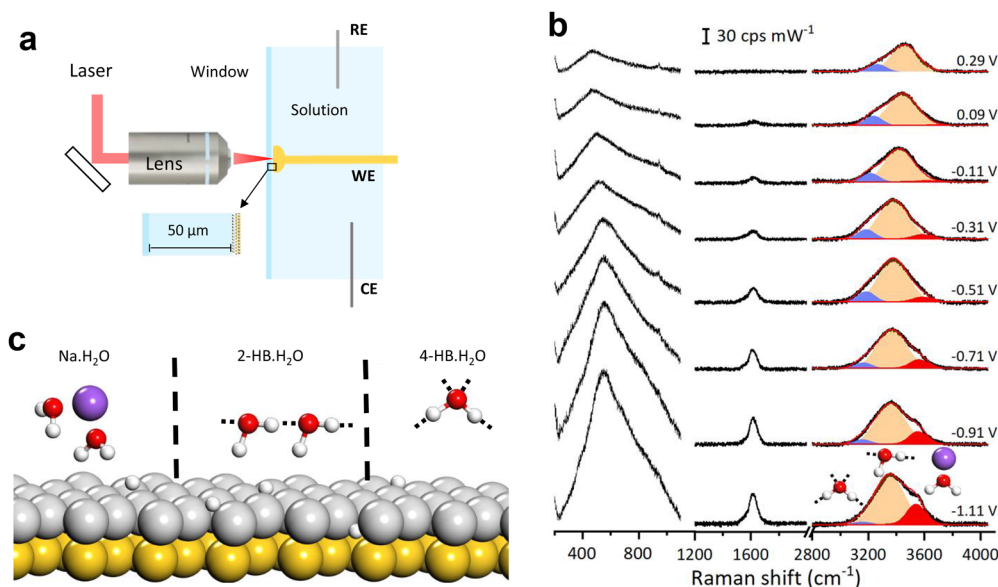 a
RE
Laser
Window
Solution
Lens
WE
50 μm
CE
b
30 cps mW⁻¹
0.29 V
0.09 V
-0.11 V
-0.31 V
-0.51 V
-0.71 V
-0.91 V
-1.11 V
400 800 1200 1600 2800 3200 3600 4000
Raman shift (cm⁻¹)
c
Na.H₂O
2-HB.H₂O
4-HB.H₂O